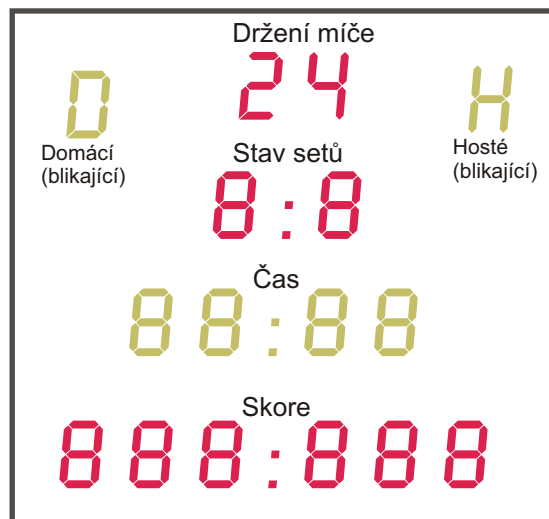 Držení míče
D 24 H
Domácí
(blikající)
Hosté
(blikající)
Stav setů
8:8
Čas
88:88
Skore
888:888